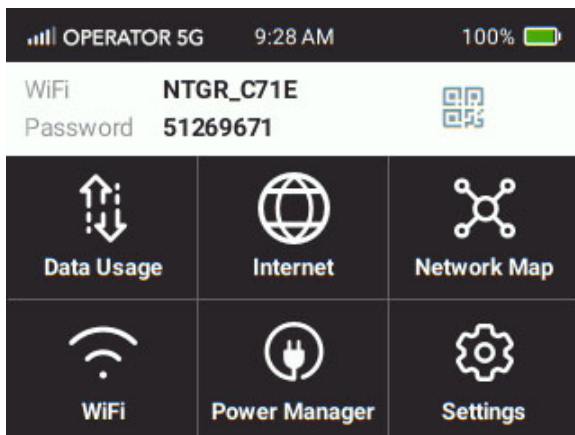 OPERATOR 5G 9:28 AM 100%
WiFi NTGR_C71E
Password 51269671
Data Usage Internet Network Map
WiFi Power Manager Settings